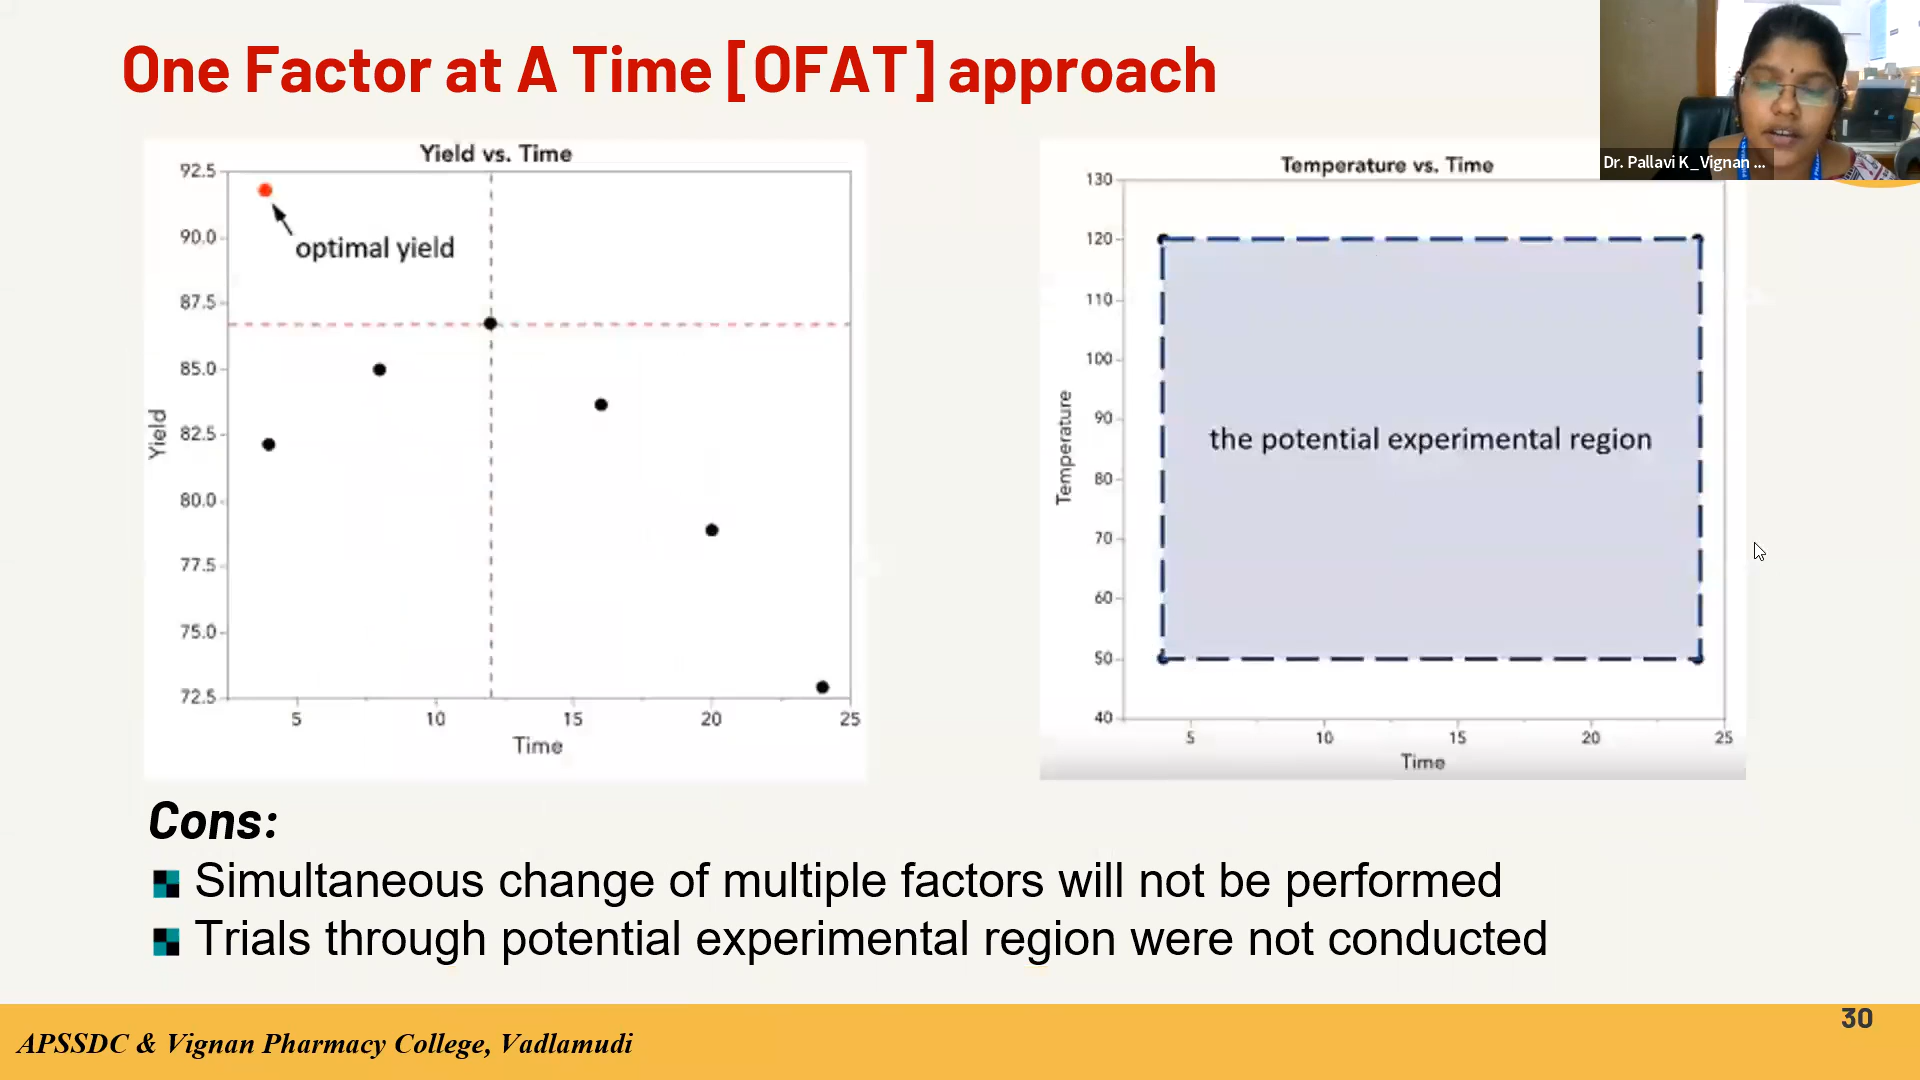 One Factor at A Time [OFAT] approach
Dr. Pallavi K_Vignan ...
Yield vs. Time
92.5
90.0
87.5
85.0
82.5
80.0
77.5
75.0
72.5
Yield
optimal yield
5 10 15 20 25
Time
Temperature vs. Time
130
120
110
100
90
80
70
60
50
40
Temperature
the potential experimental region
5 10 15 20 25
Time
Cons:
Simultaneous change of multiple factors will not be performed
Trials through potential experimental region were not conducted
30
APSSDC & Vignan Pharmacy College, Vadlamudi